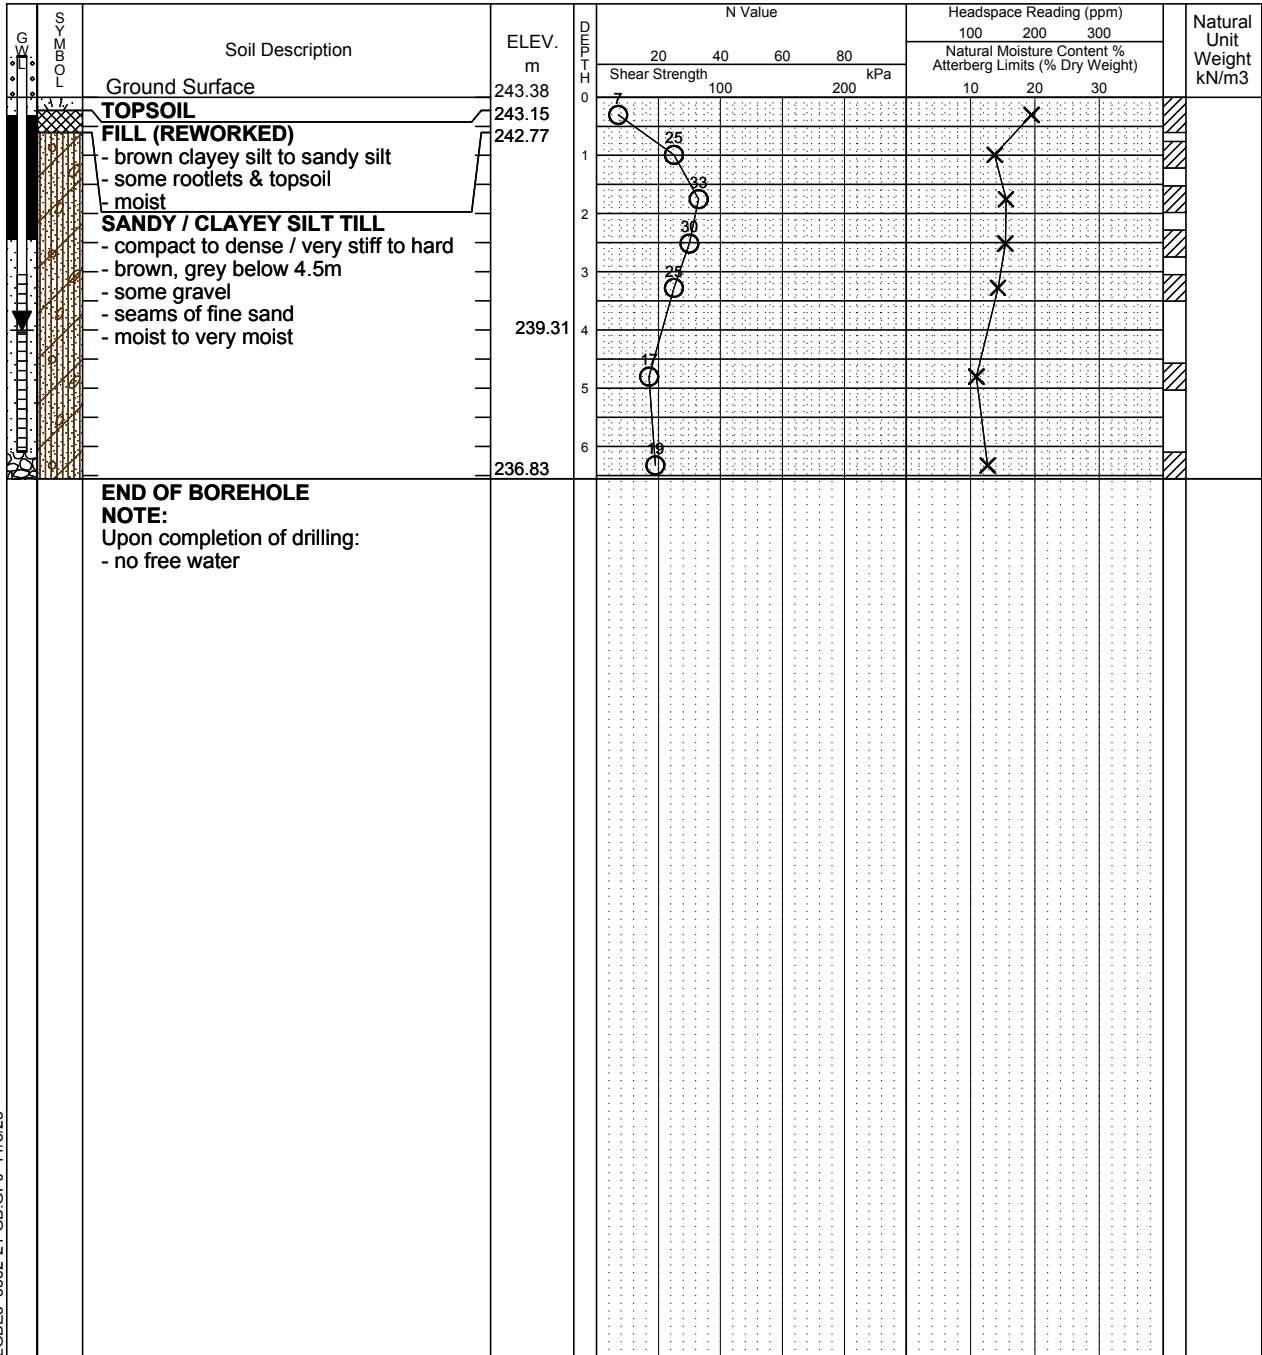 GWL
SYMBOL
Soil Description
ELEV.
m
DEPTH
N Value
20 40 60 80
Shear Strength kPa
100 200
Headspace Reading (ppm)
100 200 300
Natural Moisture Content %
Atterberg Limits (% Dry Weight)
10 20 30
Natural
Unit
Weight
kN/m3
Ground Surface 243.38 0
TOPSOIL 243.15 7
FILL (REWORKED) 242.77 25
- brown clayey silt to sandy silt 1
- some rootlets & topsoil 33
- moist 2
SANDY / CLAYEY SILT TILL 30
- compact to dense / very stiff to hard
- brown, grey below 4.5m 3 25
- some gravel
- seams of fine sand
239.31 4
- moist to very moist
17
5
6 19
236.83
END OF BOREHOLE
NOTE:
Upon completion of drilling:
- no free water